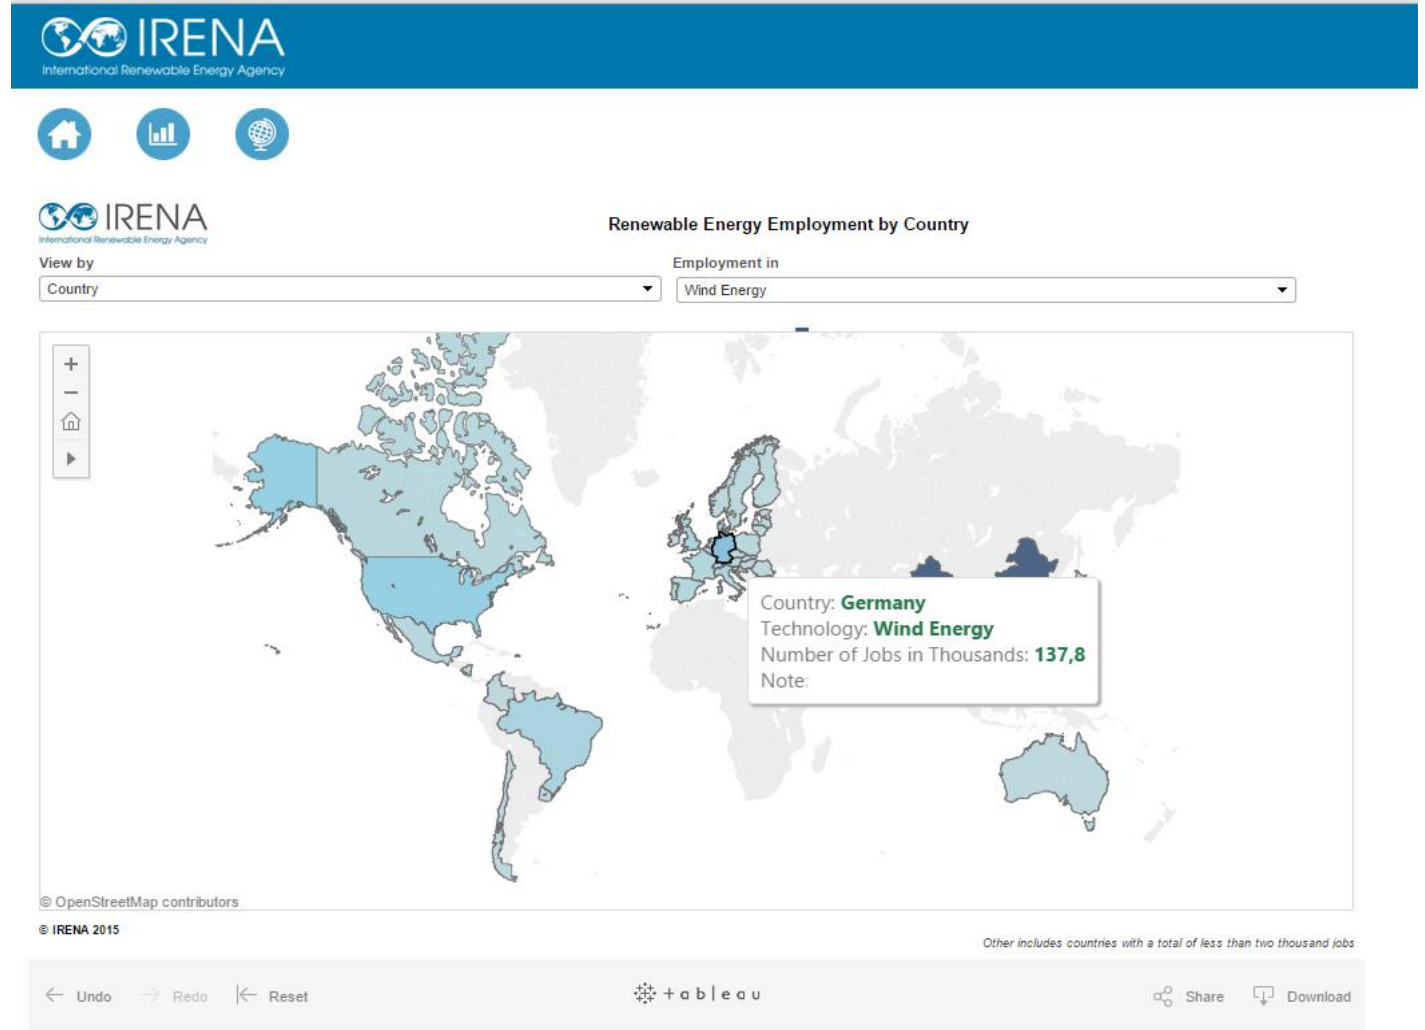 IRENA
International Renewable Energy Agency
IRENA
International Renewable Energy Agency
Renewable Energy Employment by Country
View by
Employment in
Country
Wind Energy
+
−
Country: Germany
Technology: Wind Energy
Number of Jobs in Thousands: 137,8
Note:
© OpenStreetMap contributors
© IRENA 2015
Other includes countries with a total of less than two thousand jobs
Undo
Redo
Reset
+ a b l e a u
Share
Download